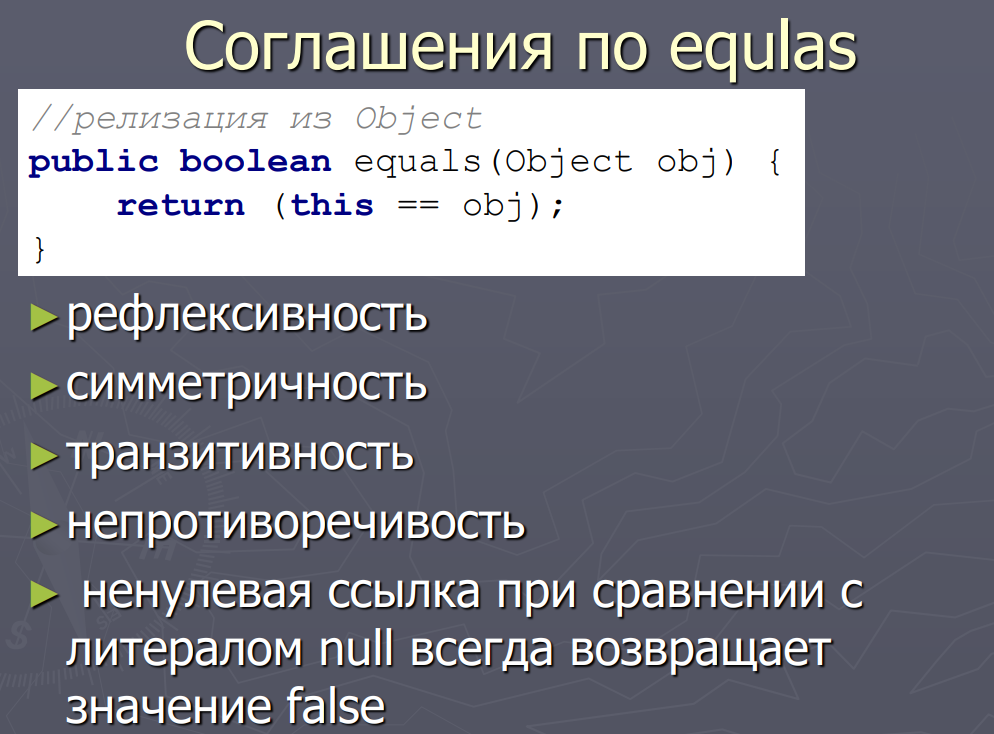 Соглашения по equlas
//релизация из Object
public boolean equals(Object obj) {
return (this == obj);
}
►рефлексивность
►симметричность
►транзитивность
►непротиворечивость
► ненулевая ссылка при сравнении с
литералом null всегда возвращает
значение false